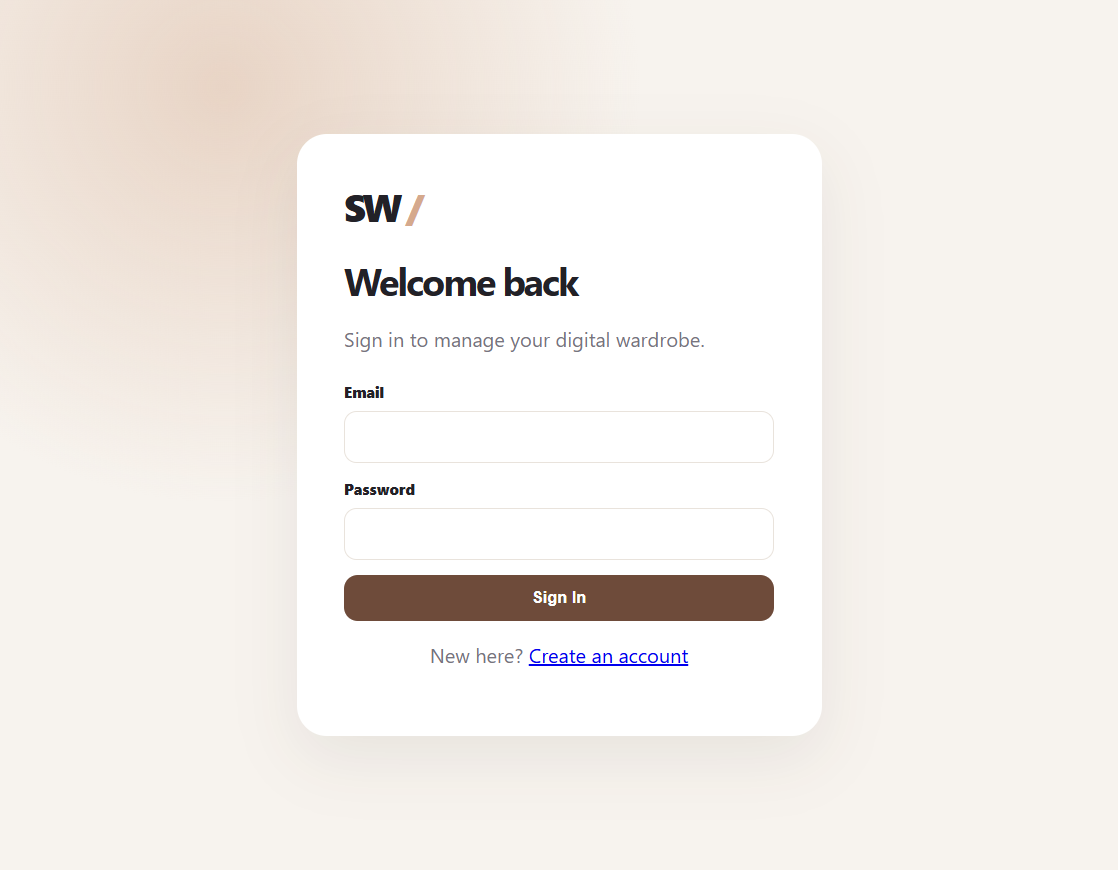 SW/
Welcome back
Sign in to manage your digital wardrobe.
Email
Password
Sign In
New here? Create an account